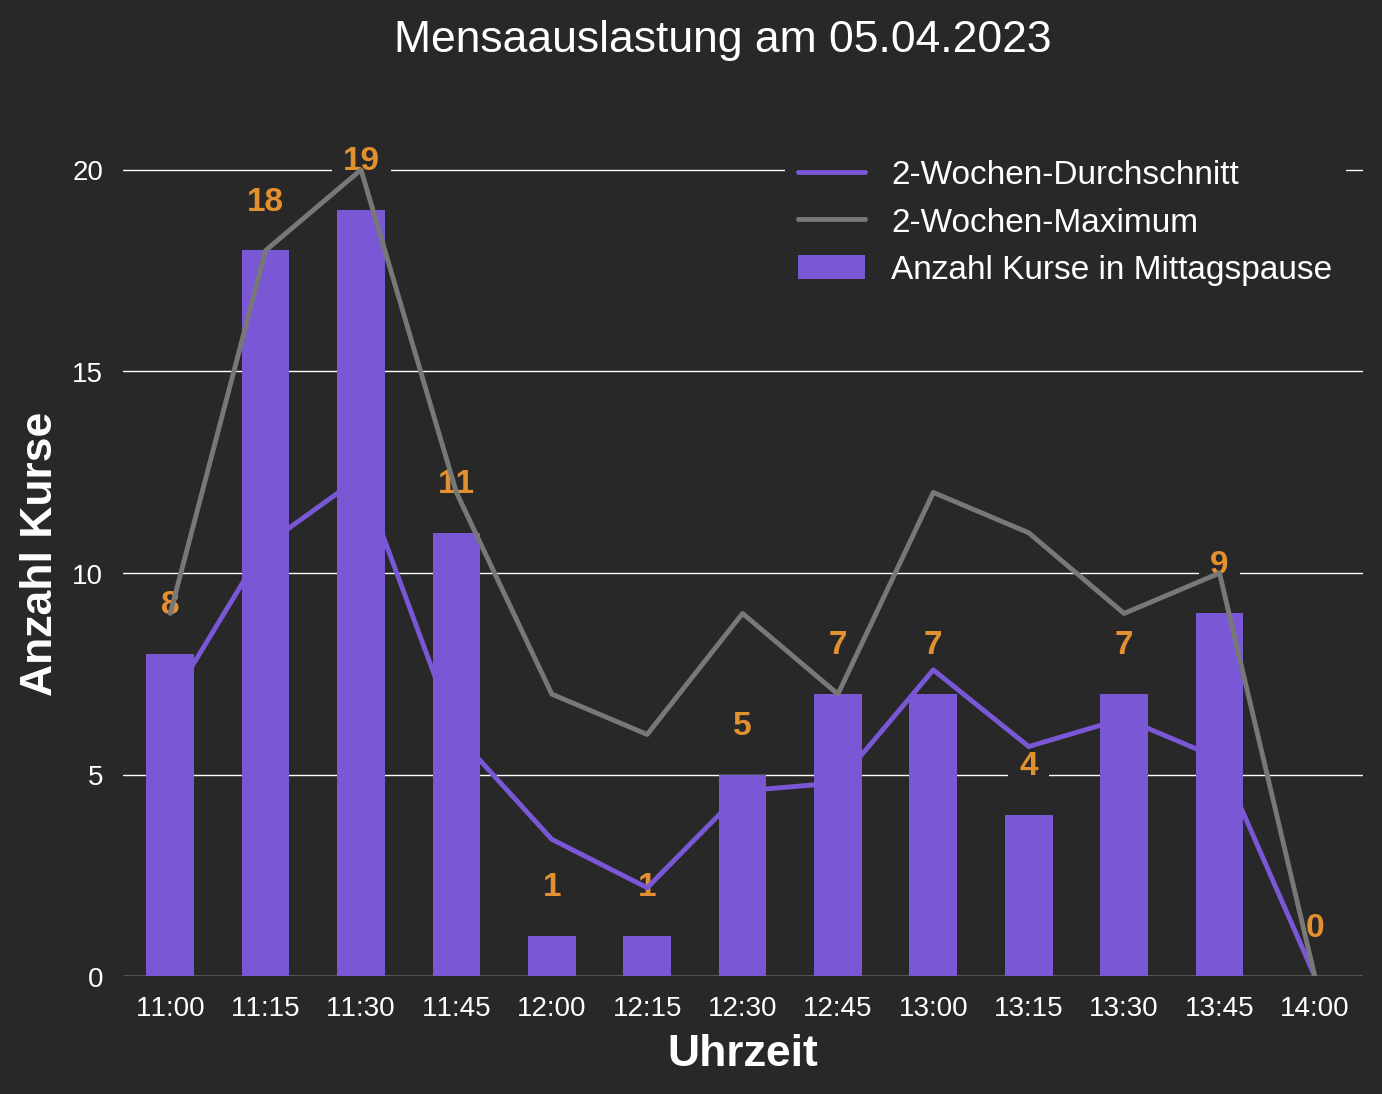 Mensaauslastung am 05.04.2023
2-Wochen-Durchschnitt
2-Wochen-Maximum
Anzahl Kurse in Mittagspause
Anzahl Kurse
20
15
10
5
0
8
18
19
11
1
1
5
7
7
4
7
9
0
11:00 11:15 11:30 11:45 12:00 12:15 12:30 12:45 13:00 13:15 13:30 13:45 14:00
Uhrzeit